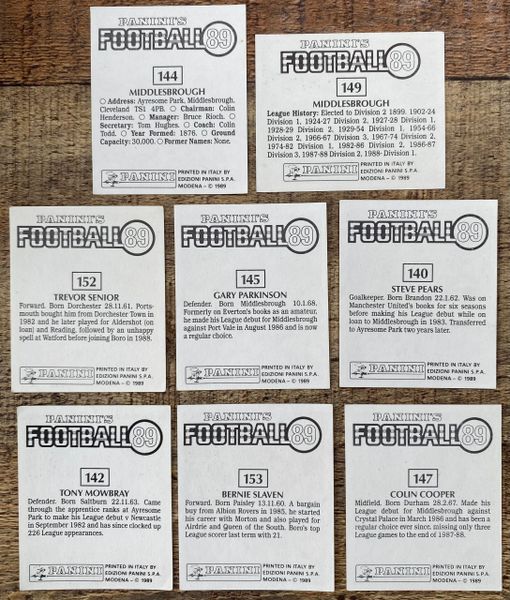 PANINI'S
FOOTBALL 89
144
MIDDLESBROUGH
○ Address: Ayresome Park, Middlesbrough,
Cleveland TS1 4PB. ○ Chairman: Colin
Henderson. ○ Manager: Bruce Rioch. ○
Secretary: Tom Hughes. ○ Coach: Colin
Todd. ○ Year Formed: 1876. ○ Ground
Capacity: 30,000. ○ Former Names: None.
PANINI
PRINTED IN ITALY BY
EDIZIONI PANINI S.P.A.
MODENA - © 1989
PANINI'S
FOOTBALL 89
149
MIDDLESBROUGH
League History: Elected to Division 2 1899. 1902-24
Division 1, 1924-27 Division 2, 1927-28 Division 1,
1928-29 Division 2, 1929-54 Division 1, 1954-66
Division 2, 1966-67 Division 3, 1967-74 Division 2,
1974-82 Division 1, 1982-86 Division 2, 1986-87
Division 3, 1987-88 Division 2, 1988- Division 1.
PANINI
PRINTED IN ITALY BY
EDIZIONI PANINI S.P.A.
MODENA - © 1989
PANINI'S
FOOTBALL 89
152
TREVOR SENIOR
Forward. Born Dorchester 28.11.61. Ports-
mouth bought him from Dorchester Town in
1982 and he later played for Aldershot (on
loan) and Reading, followed by an unhappy
spell at Watford before joining Boro in 1988.
PANINI
PRINTED IN ITALY BY
EDIZIONI PANINI S.P.A.
MODENA - © 1989
PANINI'S
FOOTBALL 89
145
GARY PARKINSON
Defender. Born Middlesbrough 10.1.68.
Formerly on Everton's books as an amateur,
he made his League debut for Middlesbrough
against Port Vale in August 1986 and is now
a regular choice.
PANINI
PRINTED IN ITALY BY
EDIZIONI PANINI S.P.A.
MODENA - © 1989
PANINI'S
FOOTBALL 89
140
STEVE PEARS
Goalkeeper. Born Brandon 22.1.62. Was on
Manchester United's books for six seasons
before making his League debut while on
loan to Middlesbrough in 1983. Transferred
to Ayresome Park two years later.
PANINI
PRINTED IN ITALY BY
EDIZIONI PANINI S.P.A.
MODENA - © 1989
PANINI'S
FOOTBALL 89
142
TONY MOWBRAY
Defender. Born Saltburn 22.11.63. Came
through the apprentice ranks at Ayresome
Park to make his League debut v Newcastle
in September 1982 and has since clocked up
226 League appearances.
PANINI
PRINTED IN ITALY BY
EDIZIONI PANINI S.P.A.
MODENA - © 1989
PANINI'S
FOOTBALL 89
153
BERNIE SLAVEN
Forward. Born Paisley 13.11.60. A bargain
buy from Albion Rovers in 1985, he started
his career with Morton and also played for
Airdrie and Queen of the South. Boro's top
League scorer last term with 21.
PANINI
PRINTED IN ITALY BY
EDIZIONI PANINI S.P.A.
MODENA - © 1989
PANINI'S
FOOTBALL 89
147
COLIN COOPER
Midfield. Born Durham 28.2.67. Made his
League debut for Middlesbrough against
Crystal Palace in March 1986 and has been a
regular choice ever since, missing only three
League games to the end of 1987-88.
PANINI
PRINTED IN ITALY BY
EDIZIONI PANINI S.P.A.
MODENA - © 1989